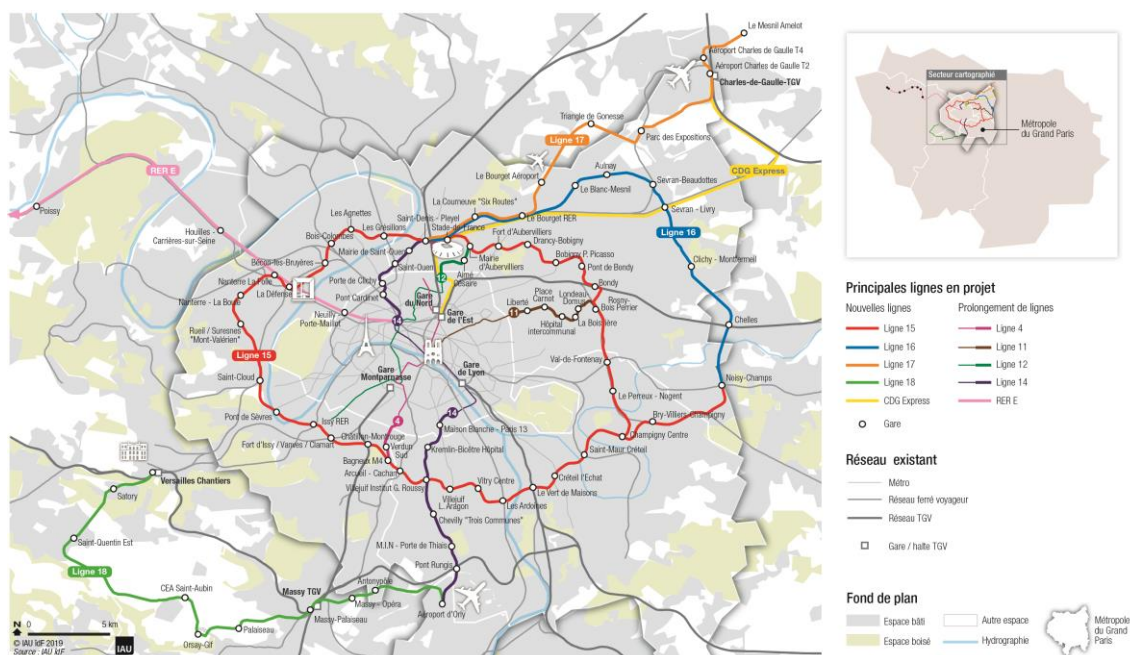 Le Mesnil Amelot
Aéroport Charles de Gaulle T4
Aéroport Charles de Gaulle T2
Charles-de-Gaulle-TGV
Triangle de Gonesse
Ligne 17
Parc des Expositions
RER E
Le Bourget Aéroport
Aulnay
CDG Express
Sevran-Beaudottes
Le Blanc-Mesnil
Poissy
Les Agnettes
La Courneuve "Six Routes"
Sevran - Livry
Houilles -
Carrières-sur-Seine
Les Grésillons
Saint-Denis - Pleyel
Le Bourget RER
Bois-Colombes
Stade-de-France
Fort d'Aubervilliers
Ligne 16
Mairie de Saint-Ouen
Drancy-Bobigny
Bécon-les-Bruyères
Saint-Ouen
Mairie
d'Aubervilliers
Bobigny P. Picasso
Clichy - Montfermeil
Nanterre La Folie
Porte de Clichy
12
Aimé
Césaire
Pont de Bondy
La Défense
Pont Cardinet
Gare
du Nord
Bondy
Nanterre - La Boule
Place
Carnot
Londeau
Domus
Rosny-
Bois Perrier
Liberté
Neuilly
Porte-Maillot
14
Gare
de l'Est
11
Hôpital
intercommunal
La Boissière
Chelles
Rueil / Suresnes
"Mont-Valérien"
Ligne 15
Val-de-Fontenay
Saint-Cloud
Gare
Montparnasse
Gare
de Lyon
Noisy-Champs
Le Perreux - Nogent
Pont de Sèvres
Issy RER
4
14
Bry-Villiers-Champigny
Maison Blanche - Paris 13
Fort d'Issy / Vanves / Clamart
Châtillon-Montrouge
Champigny Centre
Verdun
Sud
Kremlin-Bicêtre Hôpital
Bagneux M4
Saint-Maur Créteil
Arcueil - Cachan
Versailles Chantiers
Villejuif Institut G. Roussy
Vitry Centre
Créteil l'Echat
Satory
Villejuif
L. Aragon
Le Vert de Maisons
Les Ardoines
Chevilly "Trois Communes"
Saint-Quentin Est
M.I.N - Porte de Thiais
Ligne 18
Pont Rungis
CEA Saint-Aubin
Massy TGV
Antonypôle
Massy - Opéra
Aéroport d'Orly
Massy-Palaiseau
Palaiseau
Orsay-Gif
N 0 5 km
© IAU îdF 2019
Source : IAU îdF
IAU
Secteur cartographié
Métropole
du Grand Paris
Principales lignes en projet
Nouvelles lignes
Prolongement de lignes
Ligne 15
Ligne 4
Ligne 16
Ligne 11
Ligne 17
Ligne 12
Ligne 18
Ligne 14
CDG Express
RER E
Gare
Réseau existant
Métro
Réseau ferré voyageur
Réseau TGV
Gare / halte TGV
Fond de plan
Espace bâti
Autre espace
Espace boisé
Hydrographie
Métropole
du Grand
Paris